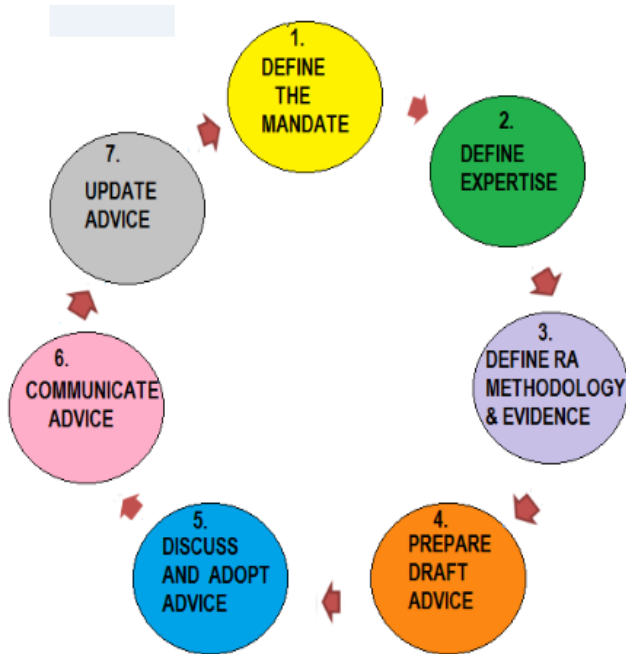 1.
DEFINE
THE
MANDATE
2.
DEFINE
EXPERTISE
3.
DEFINE RA
METHODOLOGY
& EVIDENCE
4.
PREPARE
DRAFT
ADVICE
5.
DISCUSS
AND ADOPT
ADVICE
6.
COMMUNICATE
ADVICE
7.
UPDATE
ADVICE